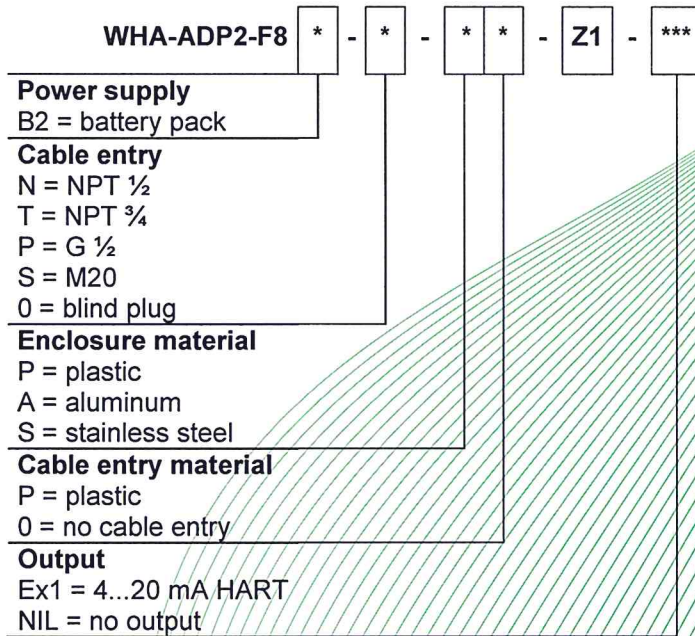 WHA-ADP2-F8 * - * - * * - Z1 - ***
Power supply
B2 = battery pack
Cable entry
N = NPT ½
T = NPT ¾
P = G ½
S = M20
0 = blind plug
Enclosure material
P = plastic
A = aluminum
S = stainless steel
Cable entry material
P = plastic
0 = no cable entry
Output
Ex1 = 4...20 mA HART
NIL = no output